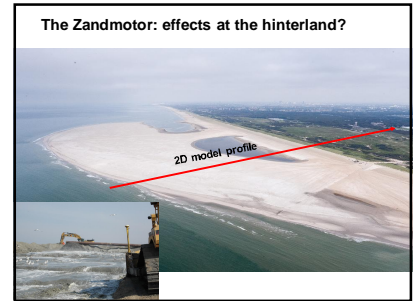 The Zandmotor: effects at the hinterland?
2D model profile